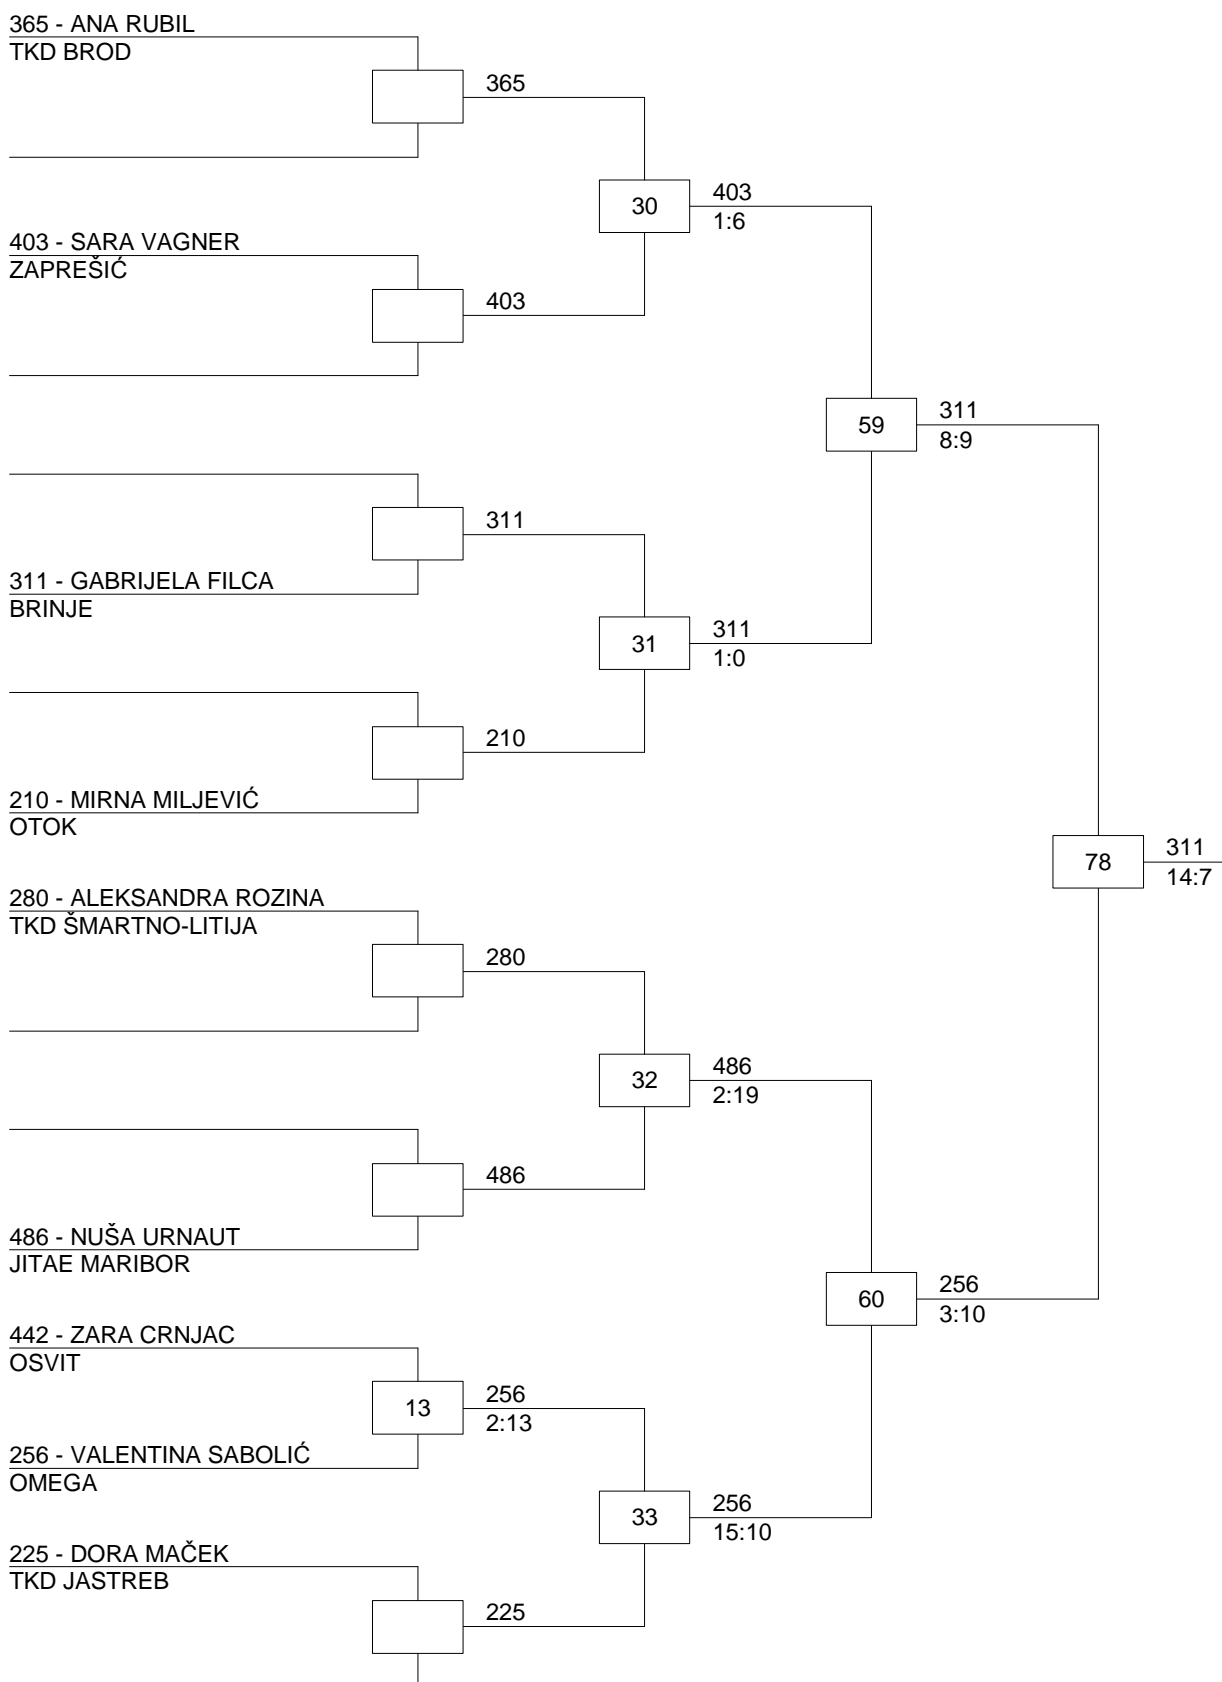 365 - ANA RUBIL
TKD BROD
365
30
403
1:6
403 - SARA VAGNER
ZAPREŠIĆ
403
59
311
8:9
311
311 - GABRIJELA FILCA
BRINJE
31
311
1:0
210
210 - MIRNA MILJEVIĆ
OTOK
78
311
14:7
280 - ALEKSANDRA ROZINA
TKD ŠMARTNO-LITIJA
280
32
486
2:19
486
486 - NUŠA URNAUT
JITAE MARIBOR
60
256
3:10
442 - ZARA CRNJAC
OSVIT
13
256
2:13
256 - VALENTINA SABOLIĆ
OMEGA
33
256
15:10
225 - DORA MAČEK
TKD JASTREB
225